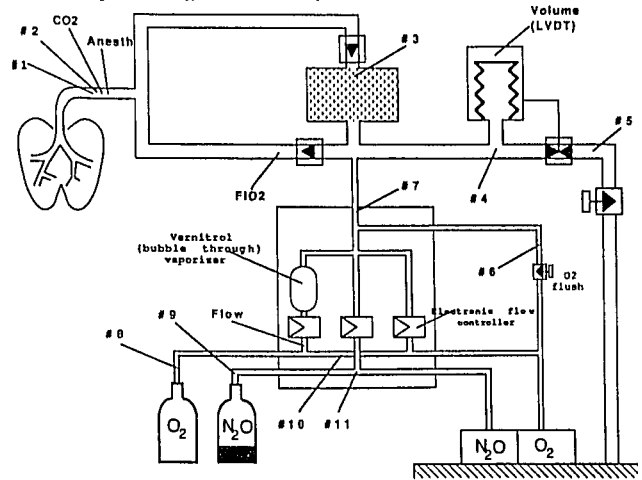 Volume
(LVDT)
CO2
#2
Anesth
#1
#3
#5
#4
FIO2
#7
Vernitrol
(bubble through)
vaporizer
#6
O2
flush
#9
Flow
Electronic flow
controller
#8
#10
#11
O2
N2O
N2O
O2